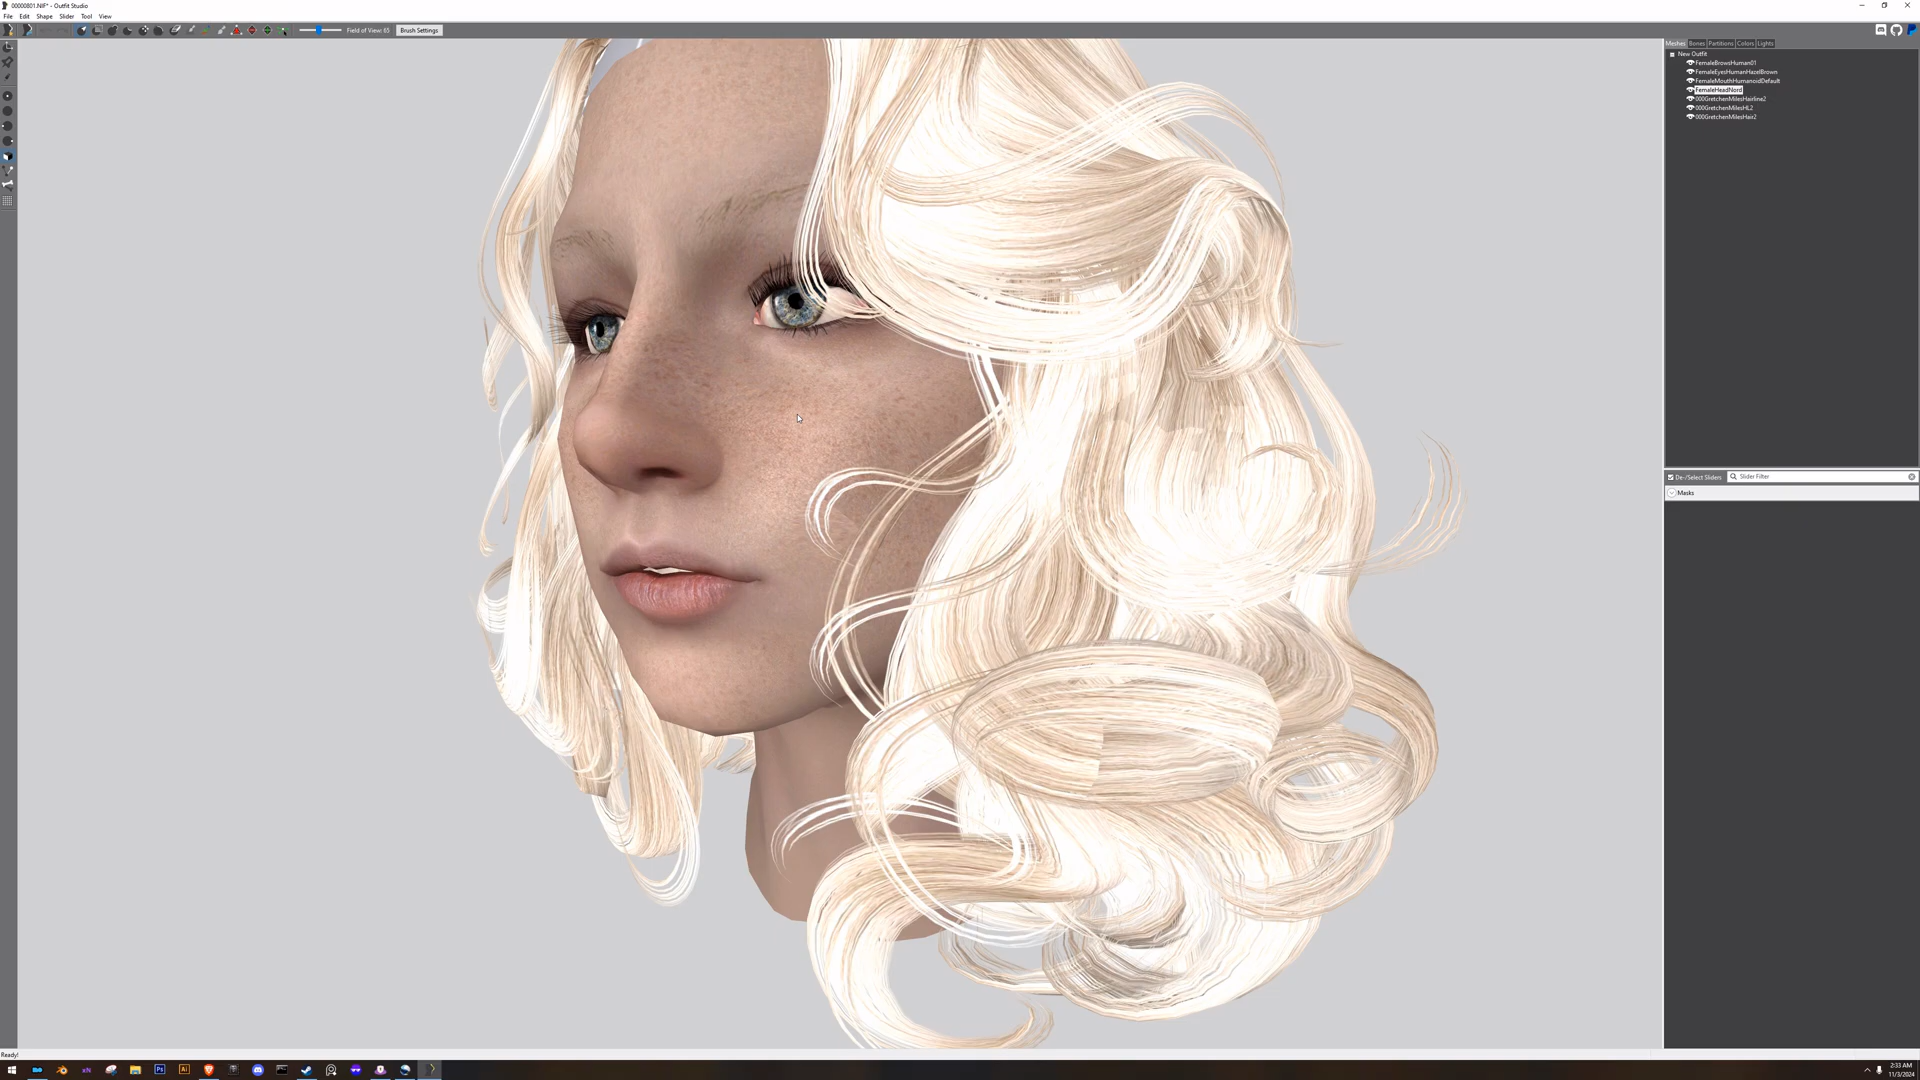 00000801.NIF* - Outfit Studio
File Edit Shape Slider Tool View
Field of View: 65 Brush Settings
Meshes Bones Partitions Colors Lights
New Outfit
FemaleBrowsHuman01
FemaleEyesHumanHazelBrown
FemaleMouthHumanoidDefault
FemaleHeadNord
000GretchenMilesHairline2
000GretchenMilesHL2
000GretchenMilesHair2
De-/Select Sliders Slider Filter
Masks
Ready!
Ps Ai
2:33 AM
11/3/2024